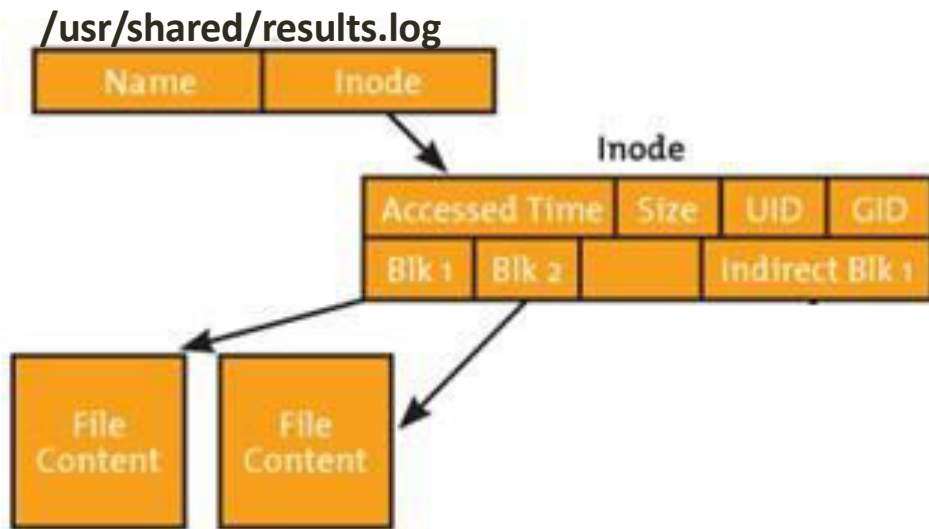 /usr/shared/results.log
Name Inode
Inode
Accessed Time Size UID GID
Blk 1 Blk 2 Indirect Blk 1
File
Content
File
Content